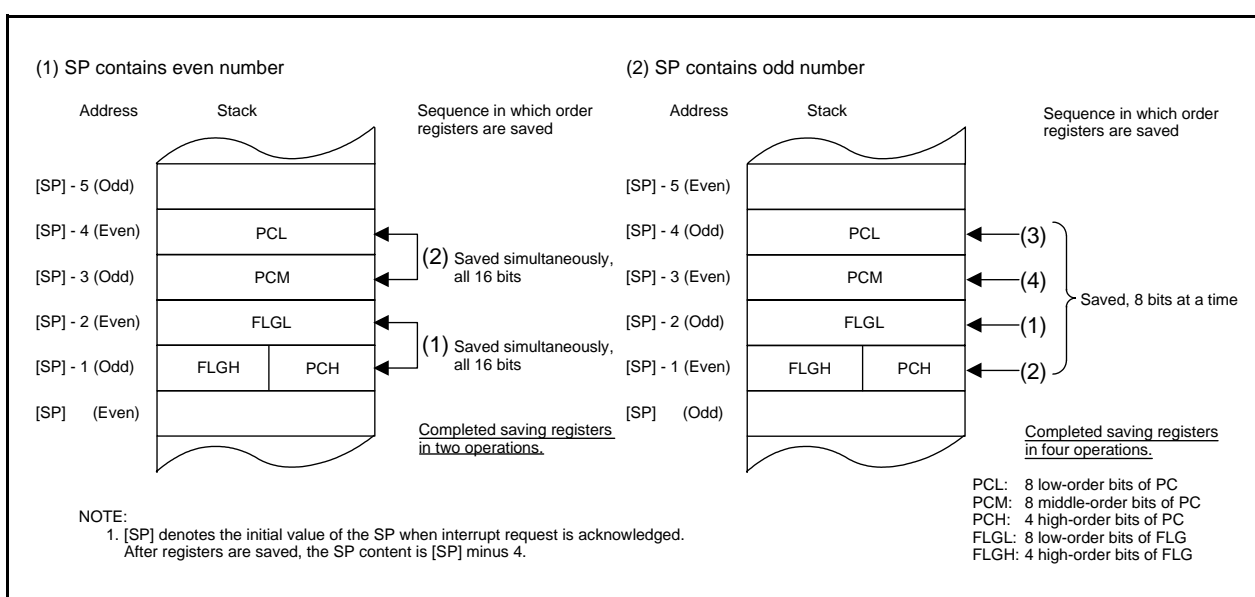 (1) SP contains even number
Address
Stack
Sequence in which order
registers are saved
[SP] - 5 (Odd)
[SP] - 4 (Even)
PCL
[SP] - 3 (Odd)
PCM
(2) Saved simultaneously,
all 16 bits
[SP] - 2 (Even)
FLGL
[SP] - 1 (Odd)
FLGH
PCH
(1) Saved simultaneously,
all 16 bits
[SP] (Even)
Completed saving registers
in two operations.
(2) SP contains odd number
Address
Stack
Sequence in which order
registers are saved
[SP] - 5 (Even)
[SP] - 4 (Odd)
PCL
(3)
[SP] - 3 (Even)
PCM
(4)
[SP] - 2 (Odd)
FLGL
(1)
[SP] - 1 (Even)
FLGH
PCH
(2)
Saved, 8 bits at a time
[SP] (Odd)
Completed saving registers
in four operations.
PCL: 8 low-order bits of PC
PCM: 8 middle-order bits of PC
PCH: 4 high-order bits of PC
FLGL: 8 low-order bits of FLG
FLGH: 4 high-order bits of FLG
NOTE:
1. [SP] denotes the initial value of the SP when interrupt request is acknowledged.
After registers are saved, the SP content is [SP] minus 4.